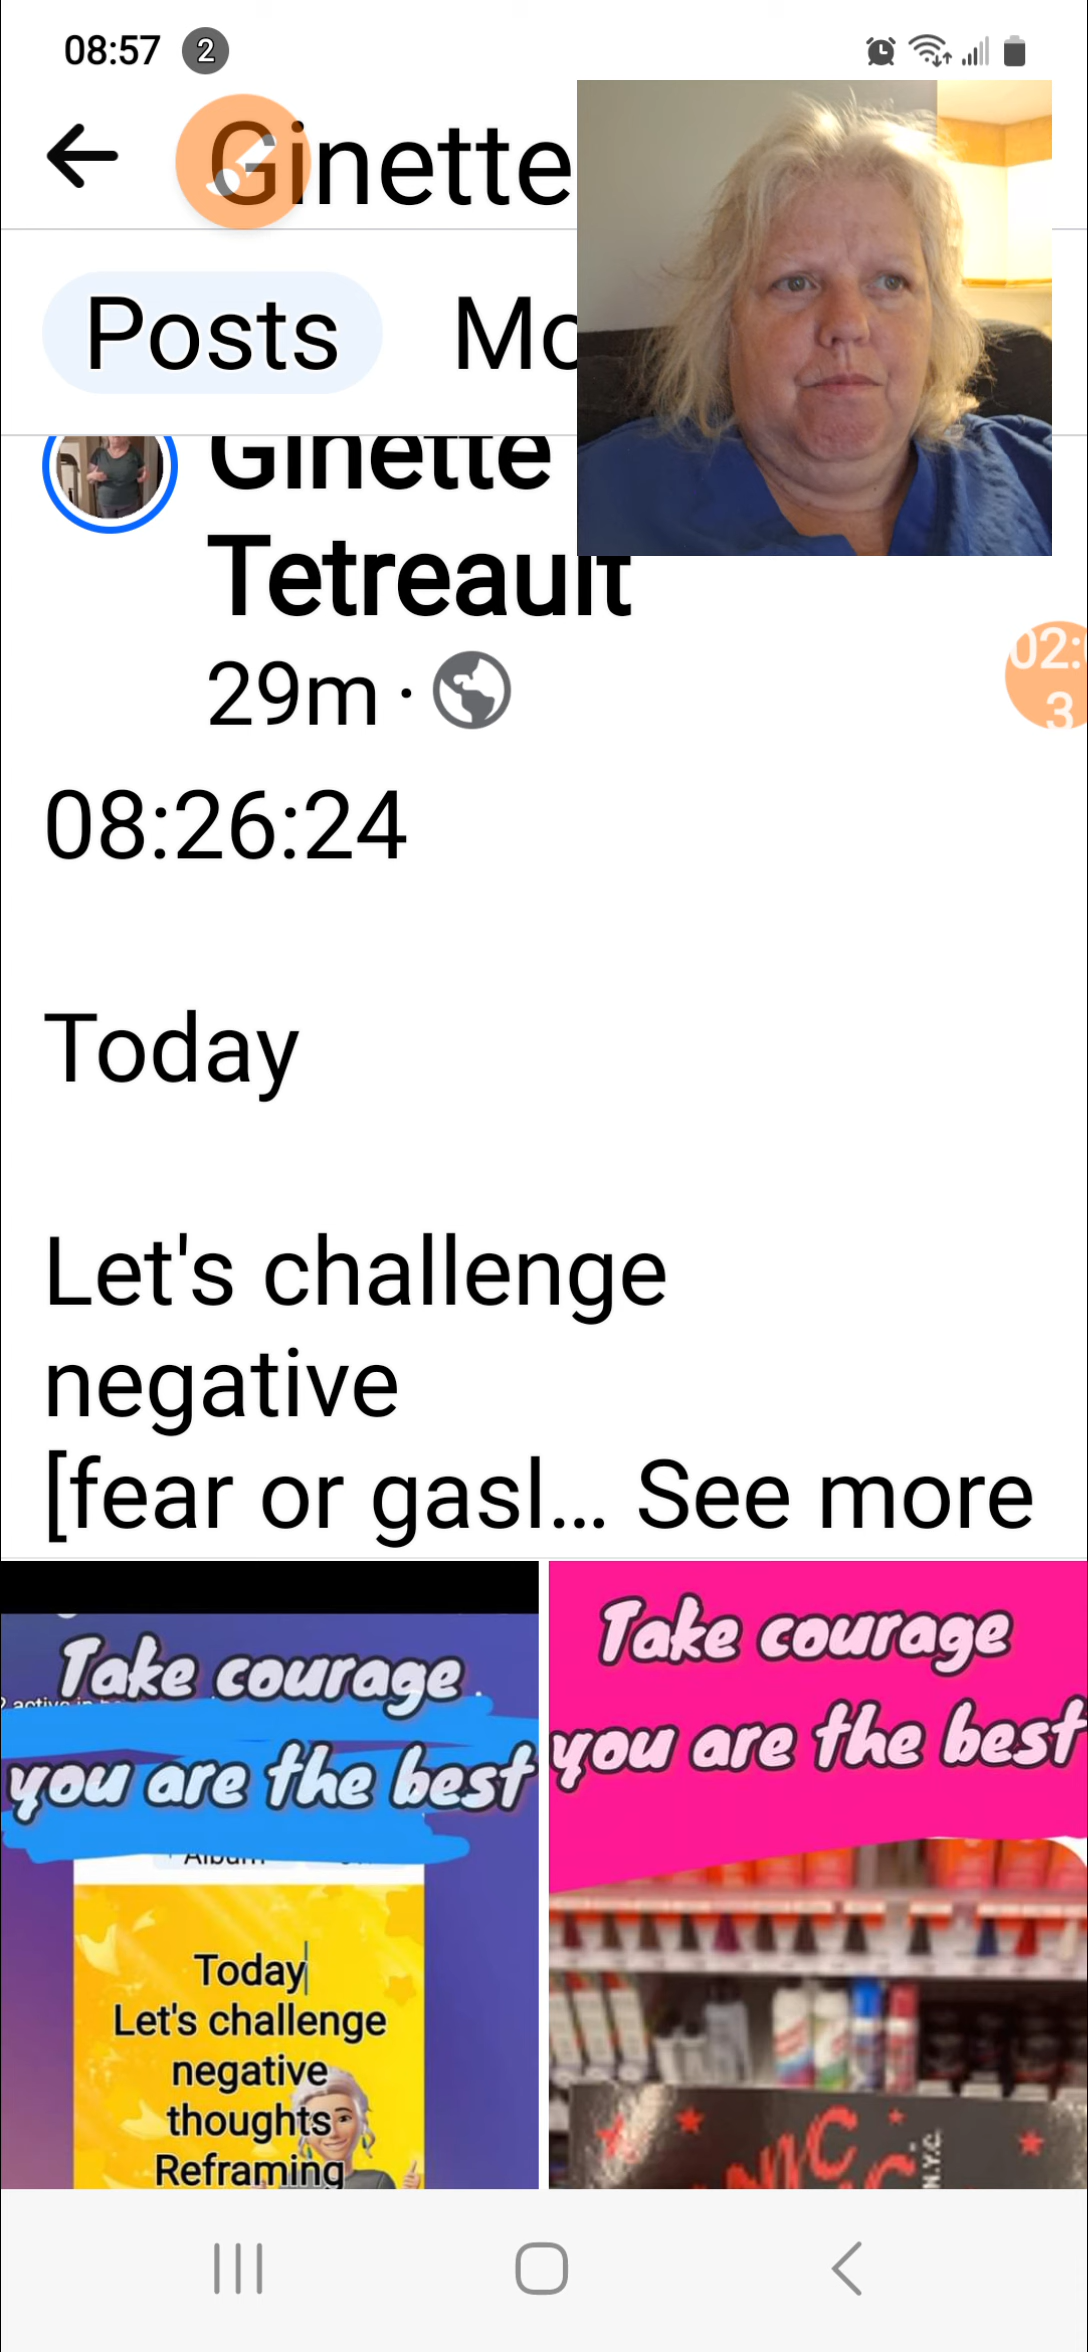 08:57 2
Ginette
Posts
Ginette
Tetreault
29m ·
08:26:24
Today
Let's challenge
negative
[fear or gasl... See more
Take courage
you are the best
Today
Let's challenge
negative
thoughts
Reframing
Take courage
you are the best
N.Y.C.